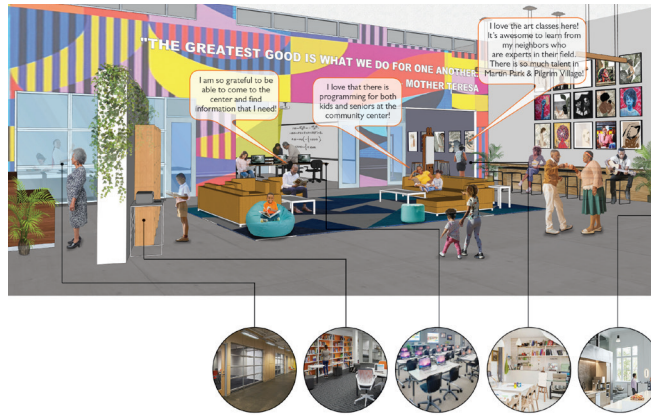 "THE GREATEST GOOD IS WHAT WE DO FOR ONE ANOTHER
MOTHER TERESA
I am so grateful to be able
to come to the
center and find
information that I need!
I love that there is
programming for both
kids and seniors at the
community center!
I love the art classes here!
It's awesome to learn from
my neighbors who
are experts in their field.
There is so much talent in
Martin Park & Pilgrim Village!